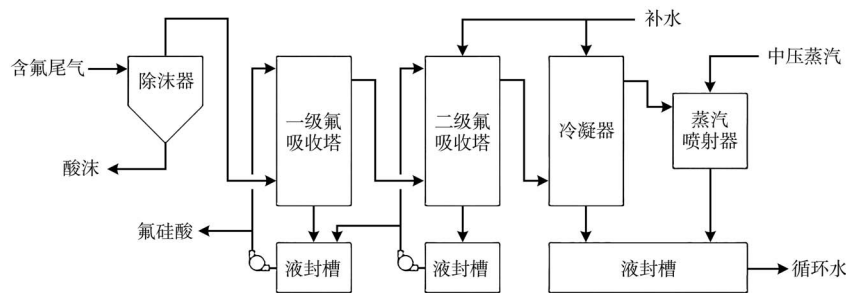 补水
含氟尾气
除沫器
中压蒸汽
一级氟
吸收塔
二级氟
吸收塔
冷凝器
蒸汽
喷射器
酸沫
氟硅酸
液封槽
液封槽
液封槽
循环水